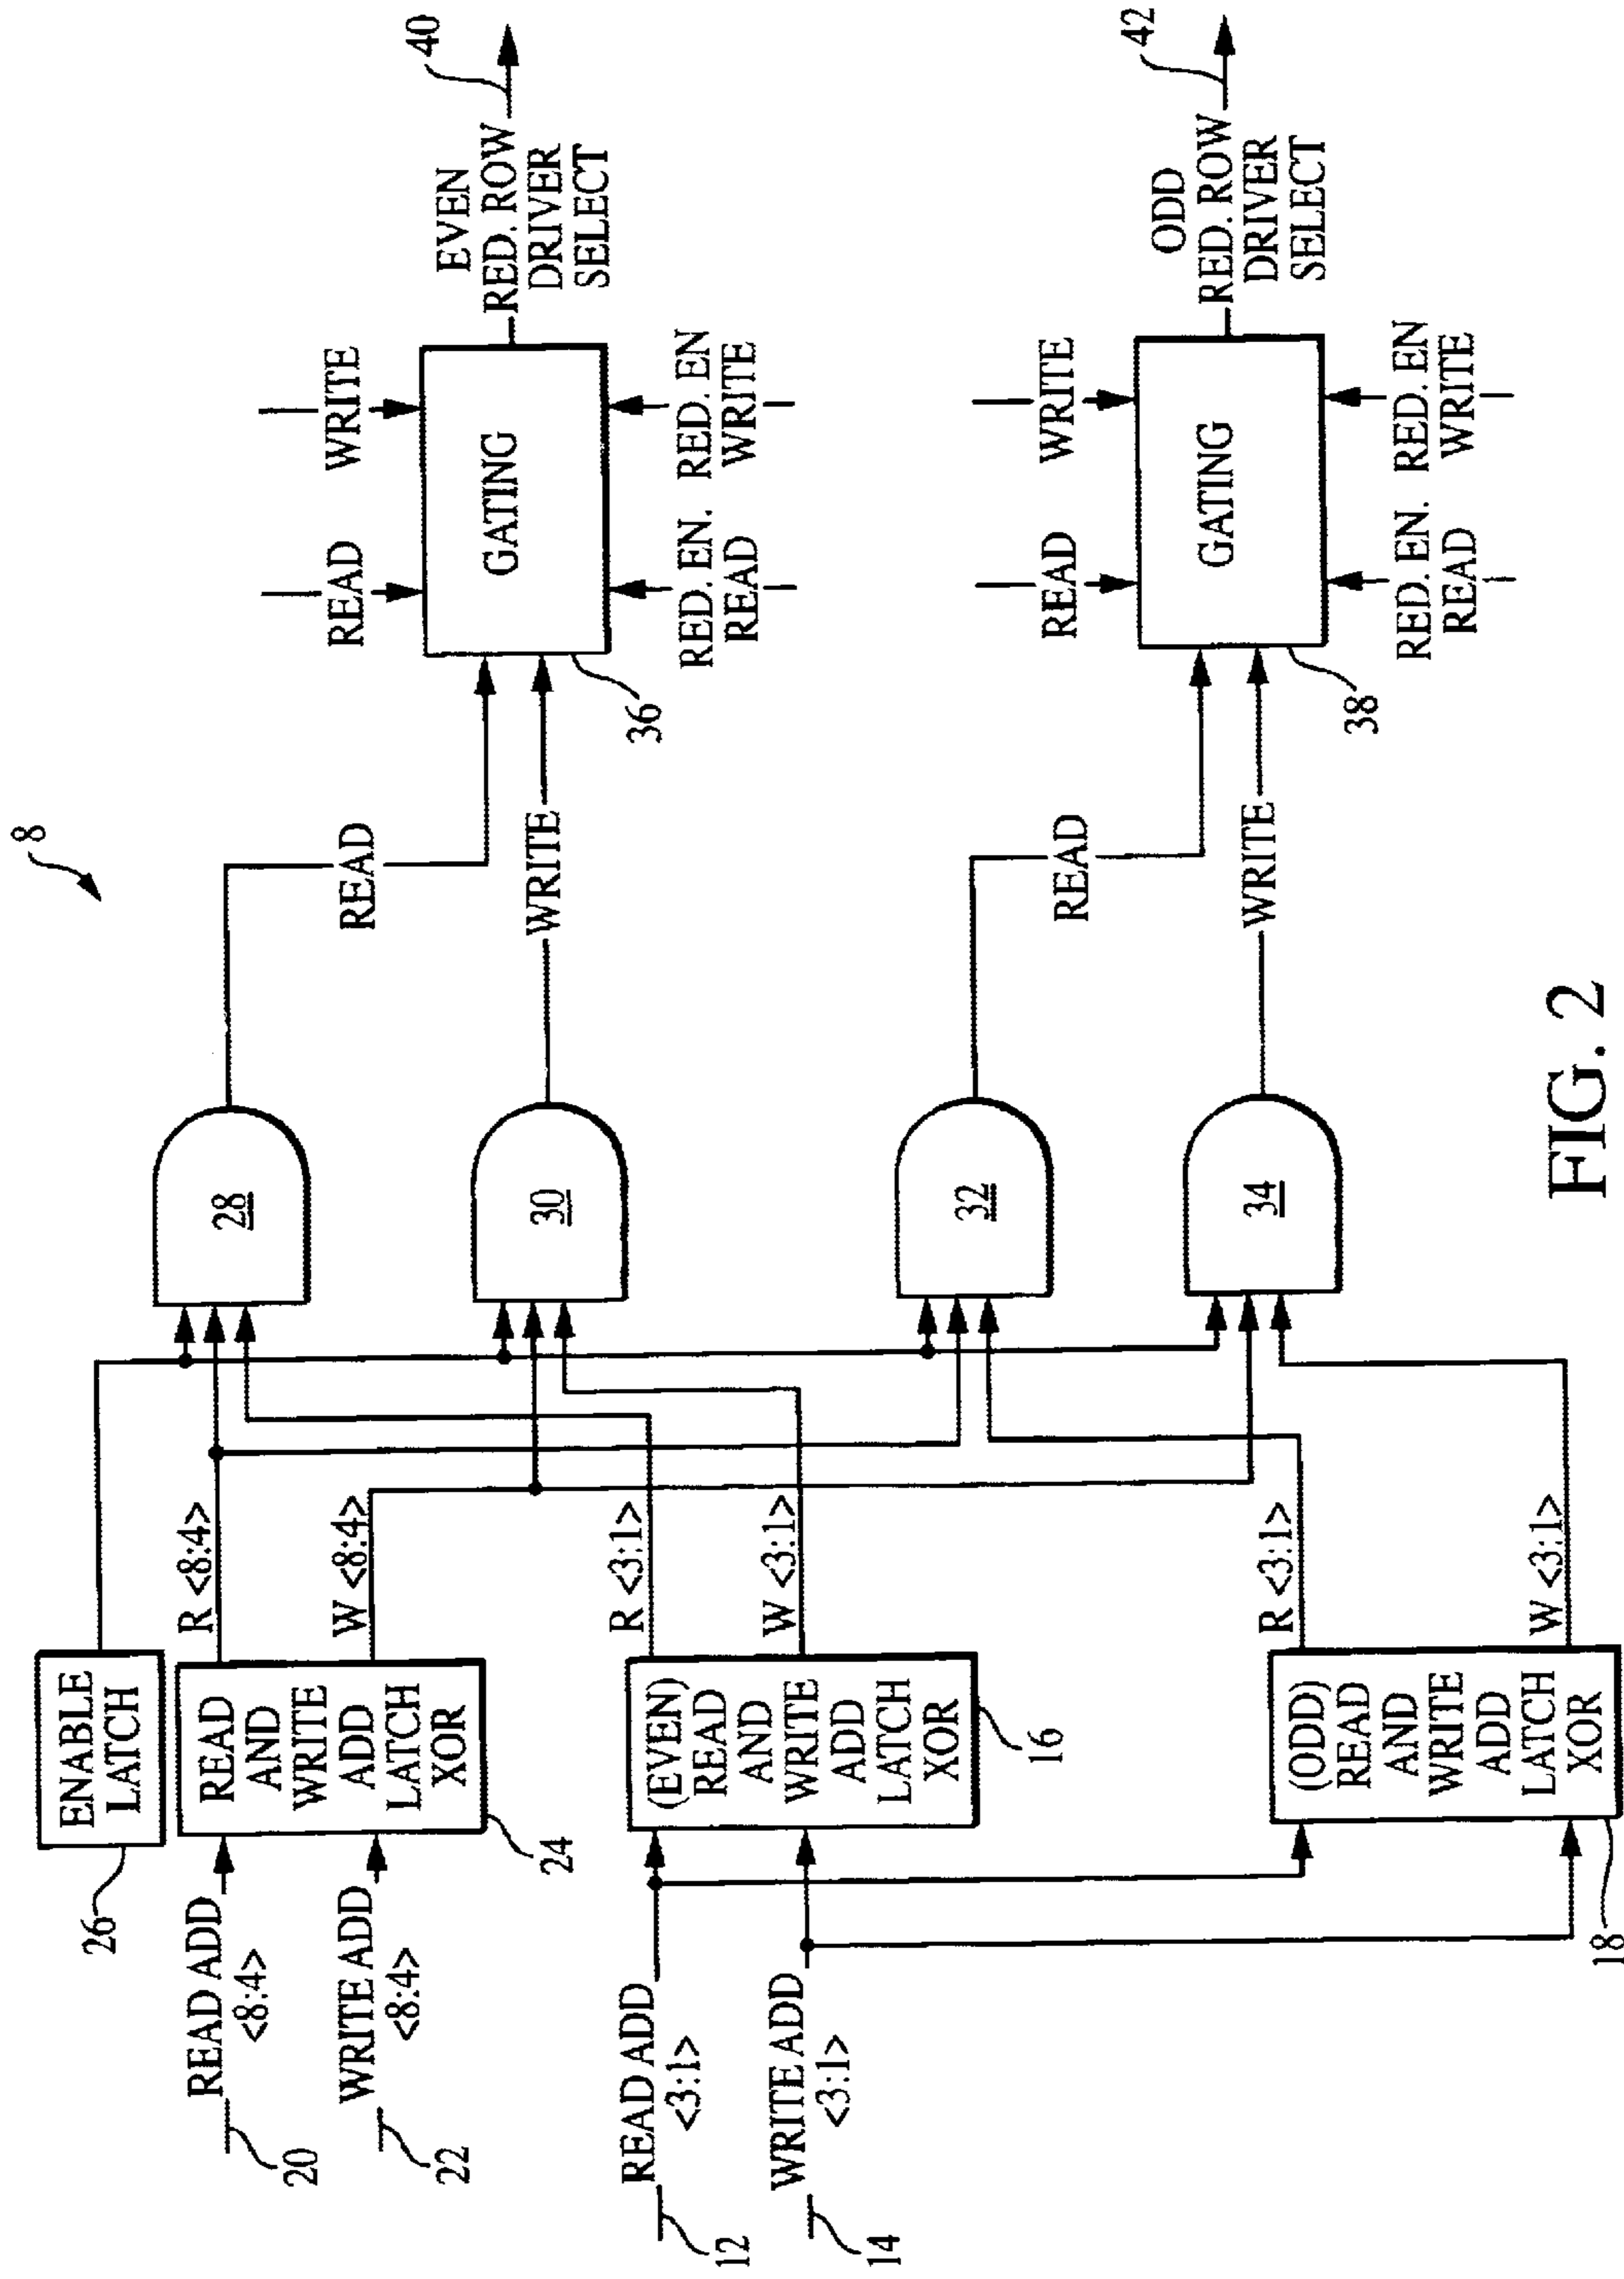 8
ENABLE
LATCH
26
READ ADD
<8:4>
20
WRITE ADD
<8:4>
22
READ
AND
WRITE
ADD
LATCH
XOR
24
R <8:4>
W <8:4>
READ ADD
<3:1>
12
WRITE ADD
<3:1>
14
(EVEN)
READ
AND
WRITE
ADD
LATCH
XOR
16
R <3:1>
W <3:1>
(ODD)
READ
AND
WRITE
ADD
LATCH
XOR
18
R <3:1>
W <3:1>
28
30
32
34
READ
WRITE
READ
WRITE
READ
WRITE
GATING
36
RED. EN.
READ
RED. EN
WRITE
EVEN
RED. ROW
DRIVER
SELECT
40
READ
WRITE
GATING
38
RED. EN.
READ
RED. EN
WRITE
ODD
RED. ROW
DRIVER
SELECT
42
FIG. 2